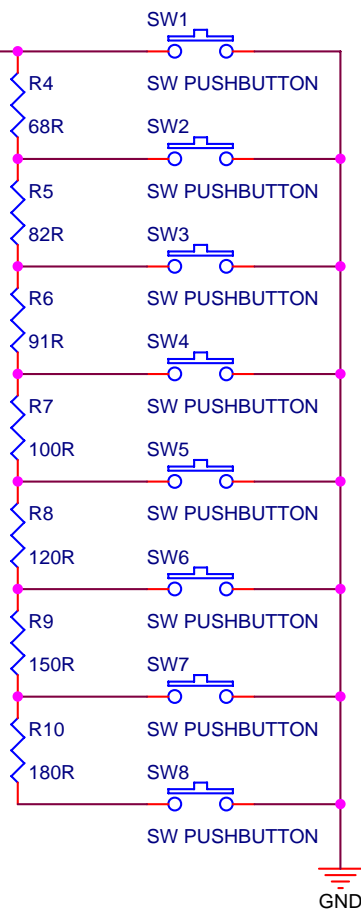 SW1
R4
SW PUSHBUTTON
68R
SW2
R5
SW PUSHBUTTON
82R
SW3
R6
SW PUSHBUTTON
91R
SW4
R7
SW PUSHBUTTON
100R
SW5
R8
SW PUSHBUTTON
120R
SW6
R9
SW PUSHBUTTON
150R
SW7
R10
SW PUSHBUTTON
180R
SW8
SW PUSHBUTTON
GND